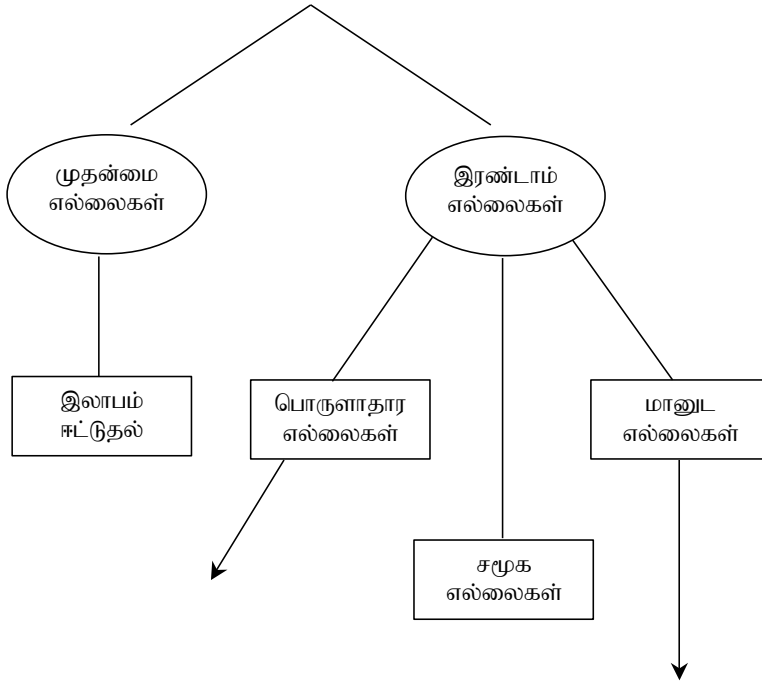 முதன்மை
எல்லைகள்
இரண்டாம்
எல்லைகள்
இலாபம்
ஈட்டுதல்
பொருளாதார
எல்லைகள்
மானுட
எல்லைகள்
சமூக
எல்லைகள்